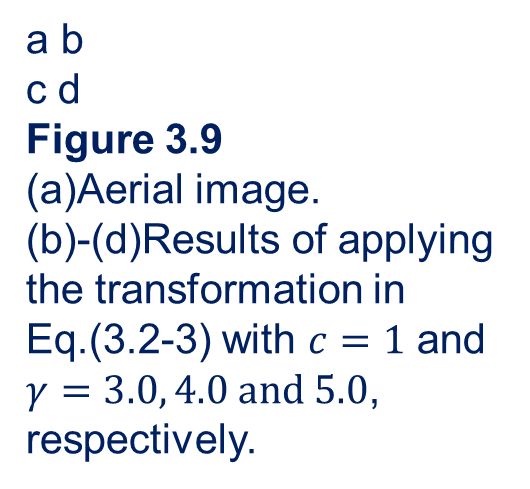 a b
c d
Figure 3.9
(a)Aerial image.
(b)-(d)Results of applying
the transformation in
Eq.(3.2-3) with c = 1 and
γ = 3.0, 4.0 and 5.0,
respectively.